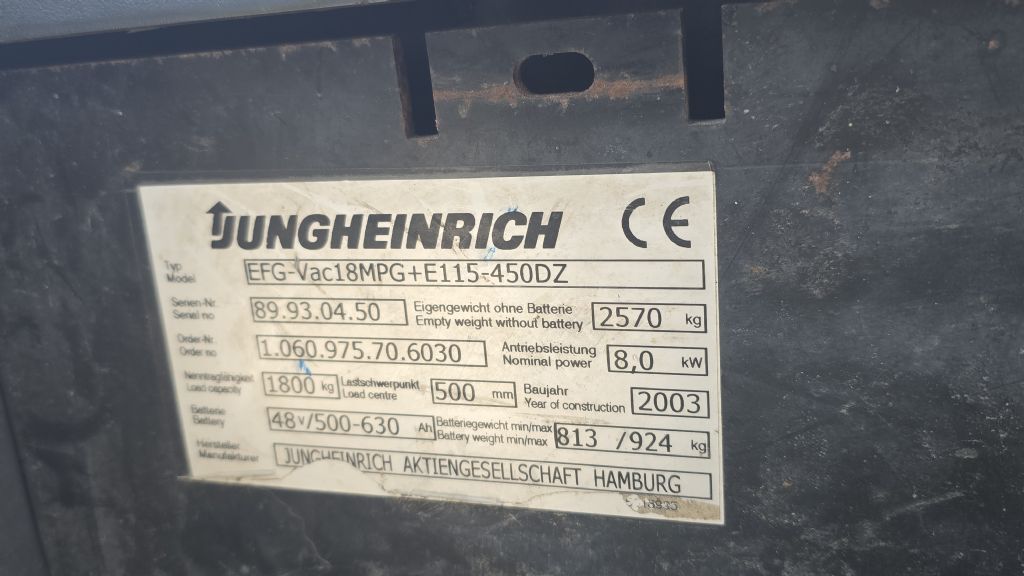 JUNGHEINRICH CE
Typ
Model
EFG-Vac18MPG+E115-450DZ
Serien-Nr.
Serial no
89.93.04.50
Eigengewicht ohne Batterie
Empty weight without battery
2570 kg
Order-Nr.
Order no
1.060.975.70.6030
Antriebsleistung
Nominal power
8,0 kW
Nenntragfähigkeit
Load capacity
1800 kg
Lastschwerpunkt
Load centre
500 mm
Baujahr
Year of construction
2003
Batterie
Battery
48v/500-630 Ah
Batteriegewicht min/max
Battery weight min/max
813 /924 kg
Hersteller
Manufakturer
JUNGHEINRICH AKTIENGESELLSCHAFT HAMBURG